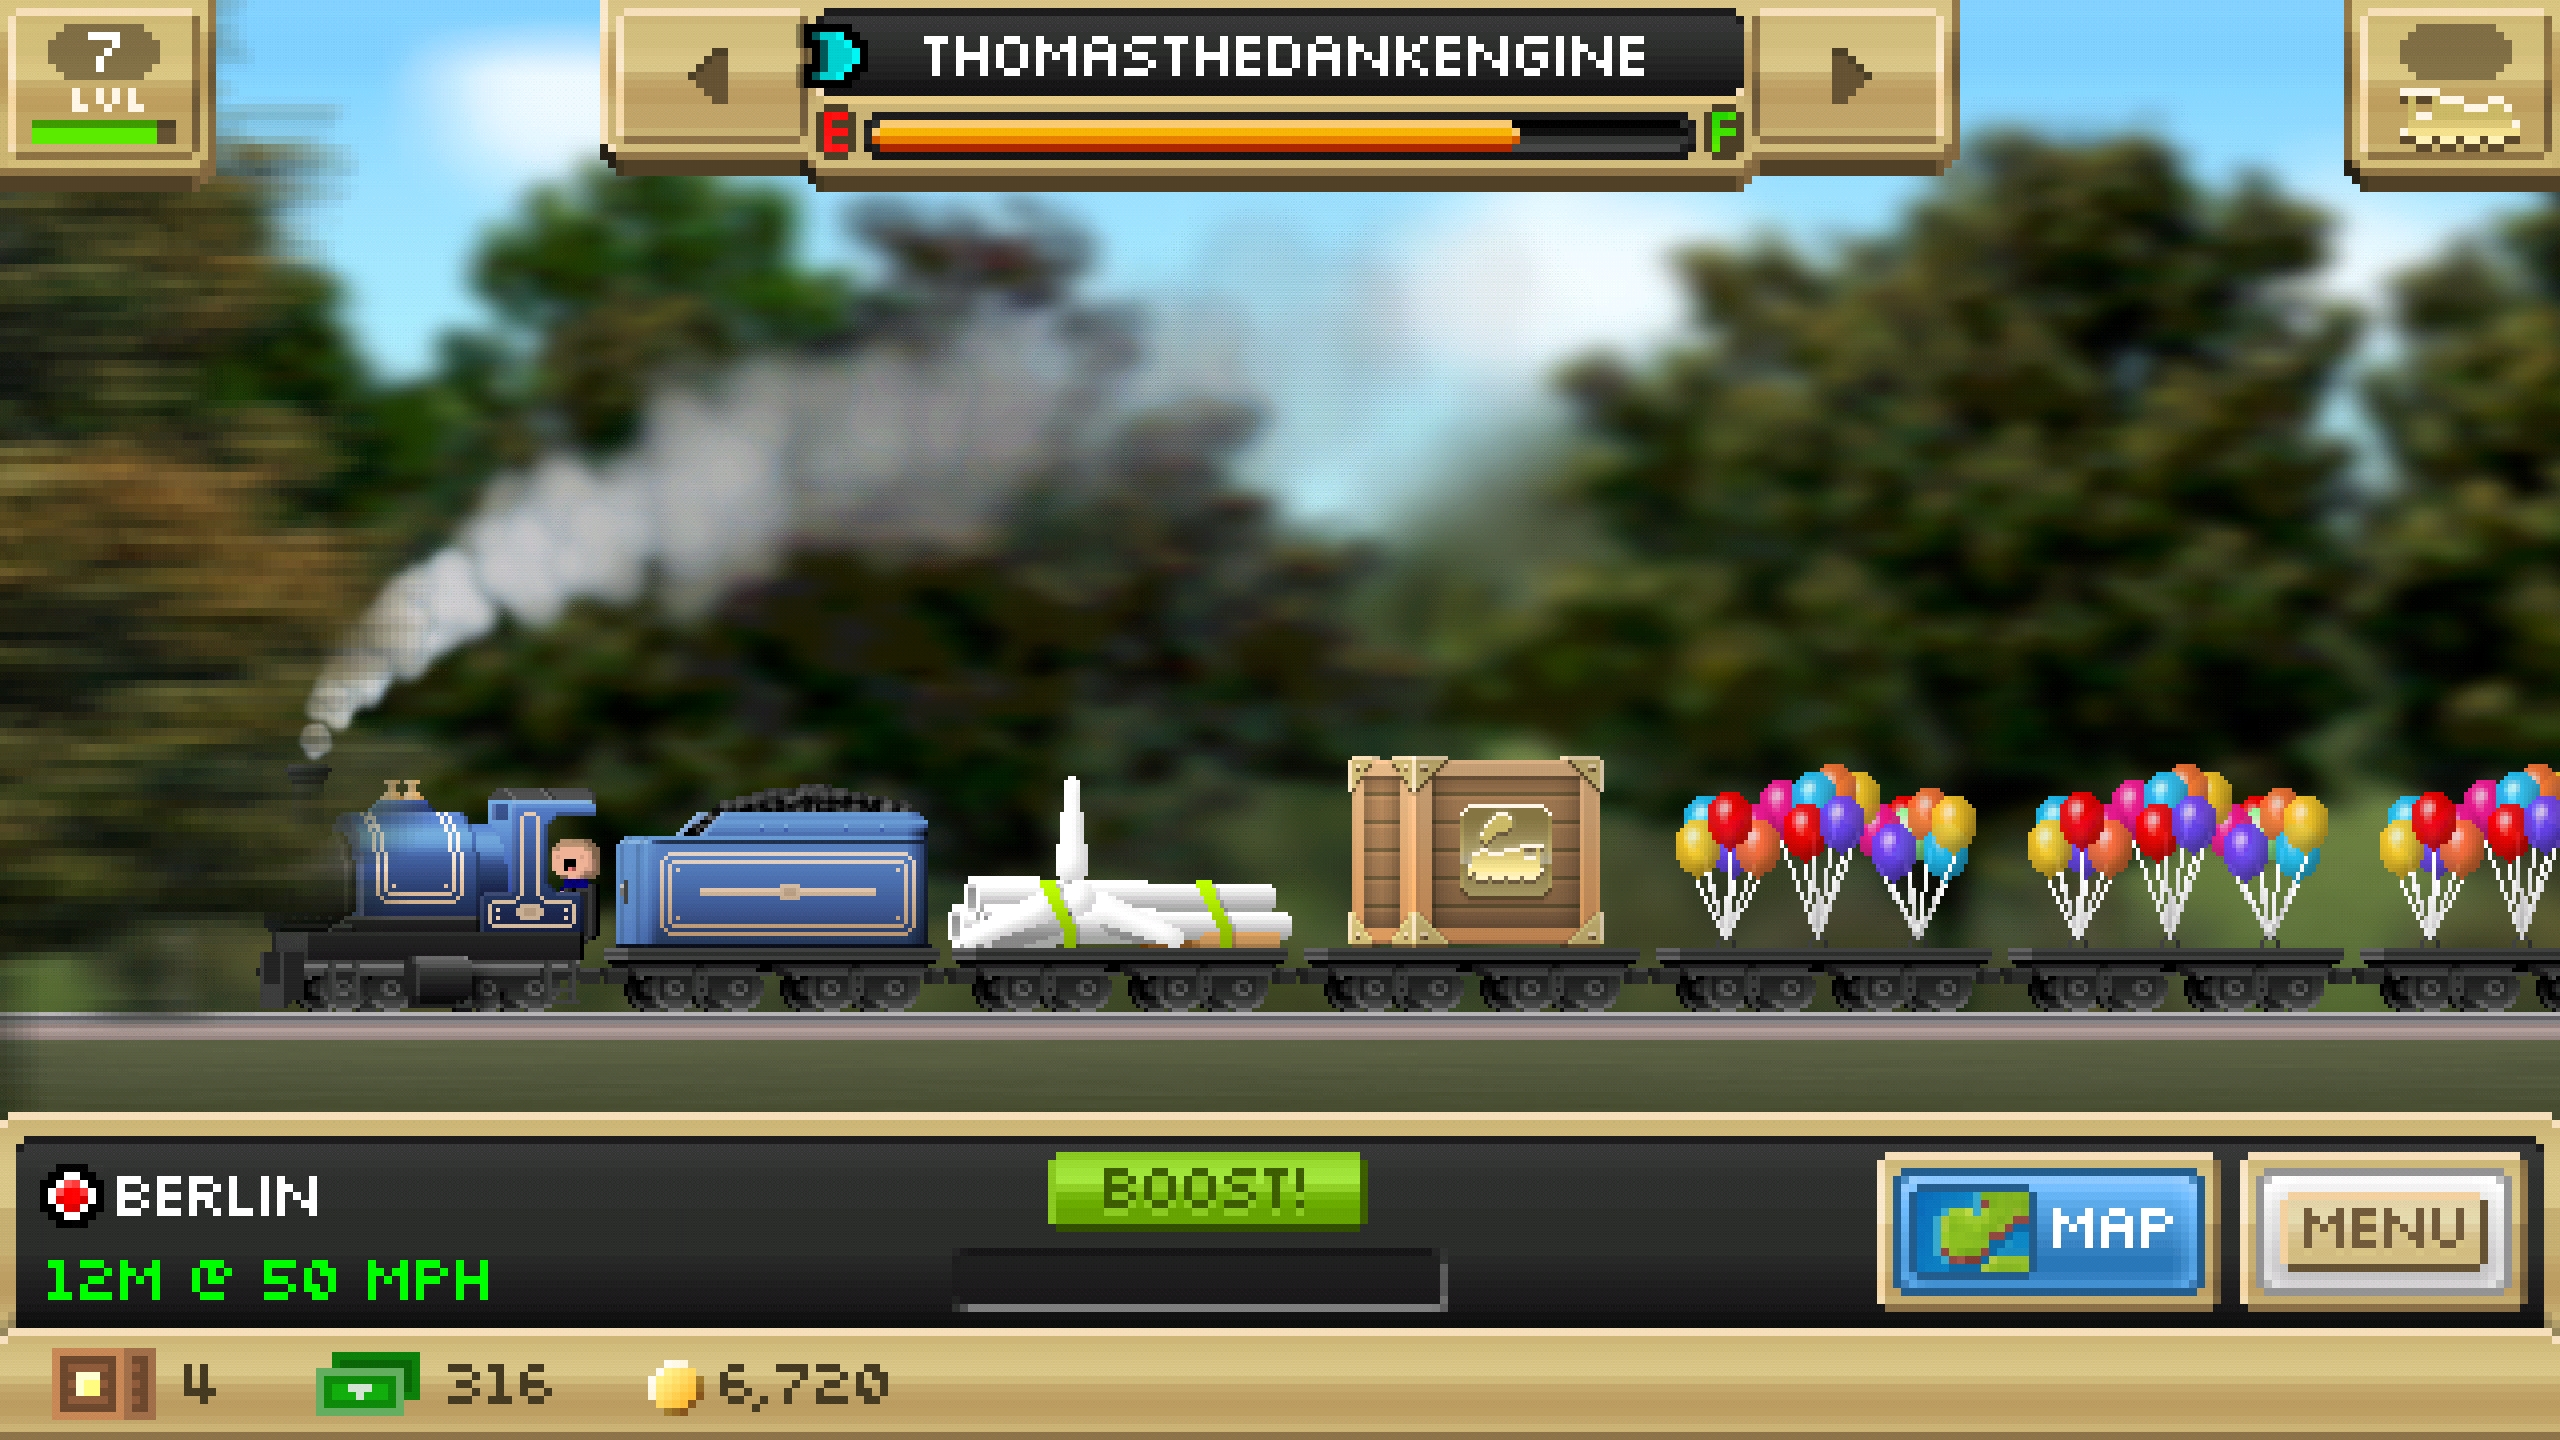 7
LVL
THOMASTHEDANKENGINE
E F
BERLIN
12M @ 50 MPH
BOOST!
MAP
MENU
4
316
6,720